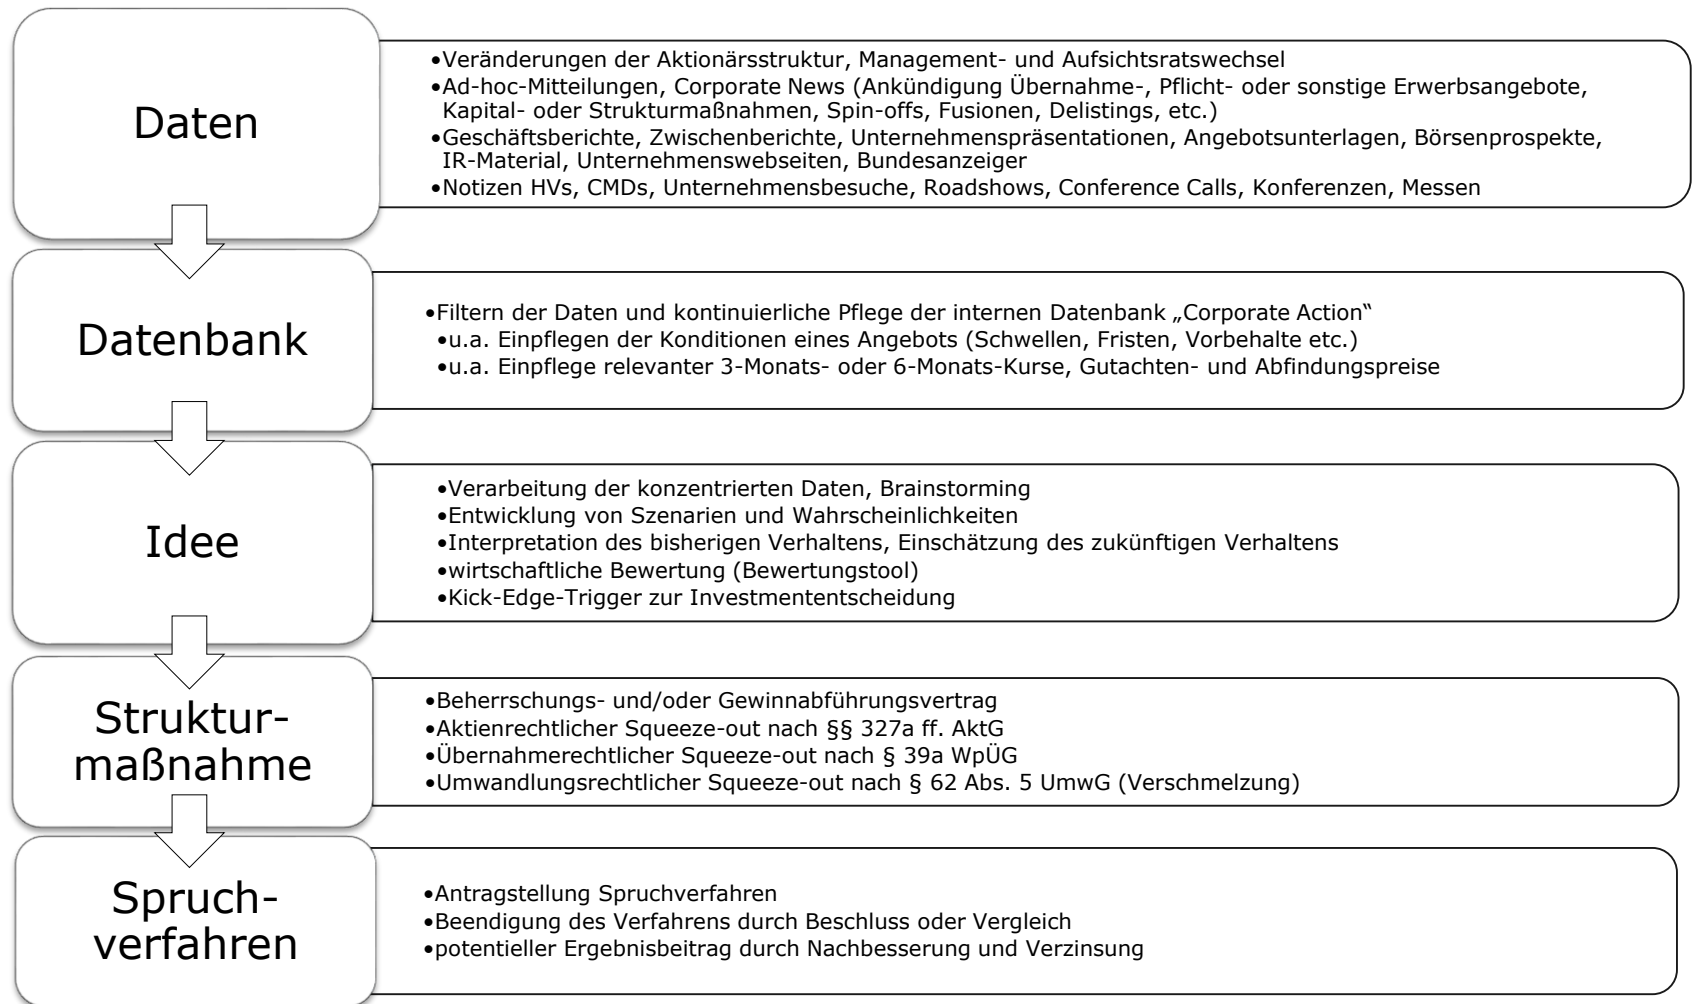 Daten
•Veränderungen der Aktionärsstruktur, Management- und Aufsichtsratswechsel
•Ad-hoc-Mitteilungen, Corporate News (Ankündigung Übernahme-, Pflicht- oder sonstige Erwerbsangebote,
Kapital- oder Strukturmaßnahmen, Spin-offs, Fusionen, Delistings, etc.)
•Geschäftsberichte, Zwischenberichte, Unternehmenspräsentationen, Angebotsunterlagen, Börsenprospekte,
IR-Material, Unternehmenswebseiten, Bundesanzeiger
•Notizen HVs, CMDs, Unternehmensbesuche, Roadshows, Conference Calls, Konferenzen, Messen
Datenbank
•Filtern der Daten und kontinuierliche Pflege der internen Datenbank „Corporate Action“
•u.a. Einpflegen der Konditionen eines Angebots (Schwellen, Fristen, Vorbehalte etc.)
•u.a. Einpflege relevanter 3-Monats- oder 6-Monats-Kurse, Gutachten- und Abfindungspreise
Idee
•Verarbeitung der konzentrierten Daten, Brainstorming
•Entwicklung von Szenarien und Wahrscheinlichkeiten
•Interpretation des bisherigen Verhaltens, Einschätzung des zukünftigen Verhaltens
•wirtschaftliche Bewertung (Bewertungstool)
•Kick-Edge-Trigger zur Investmententscheidung
Struktur-
maßnahme
•Beherrschungs- und/oder Gewinnabführungsvertrag
•Aktienrechtlicher Squeeze-out nach §§ 327a ff. AktG
•Übernahmerechtlicher Squeeze-out nach § 39a WpÜG
•Umwandlungsrechtlicher Squeeze-out nach § 62 Abs. 5 UmwG (Verschmelzung)
Spruch-
verfahren
•Antragstellung Spruchverfahren
•Beendigung des Verfahrens durch Beschluss oder Vergleich
•potentieller Ergebnisbeitrag durch Nachbesserung und Verzinsung